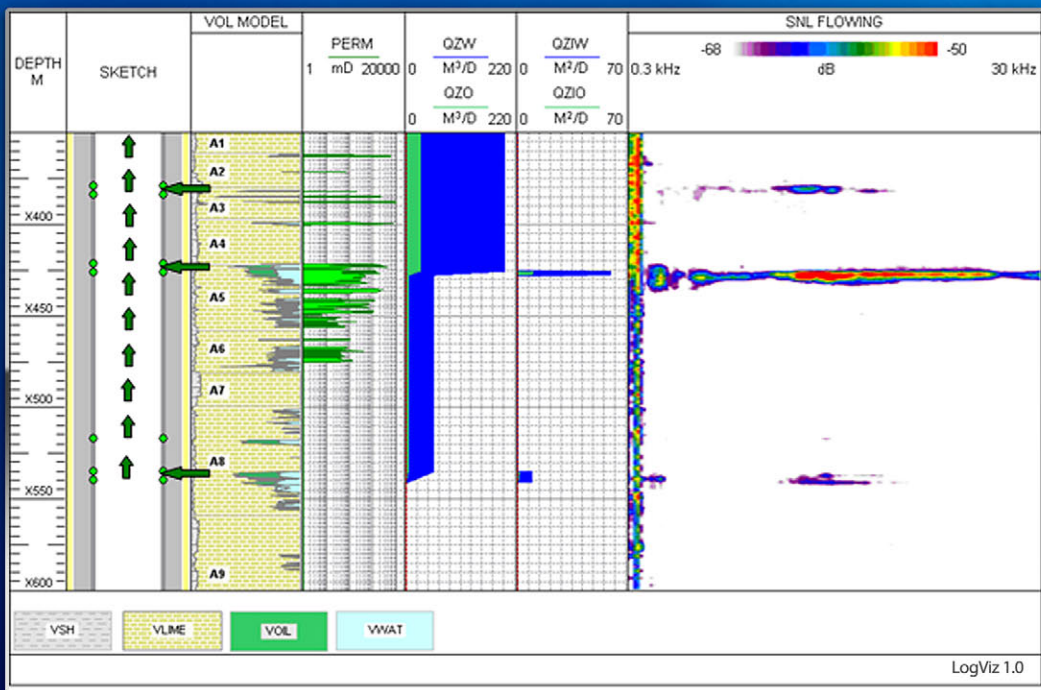 VOL MODEL
SNL FLOWING
DEPTH
M
SKETCH
PERM
1 mD 20000
QZW
0 M³/D 220
QZO
0 M³/D 220
QZIW
0 M²/D 70
QZIO
0 M²/D 70
-68 dB -50
0.3 kHz 30 kHz
A1
A2
A3
X400
A4
A5
X450
A6
A7
X500
A8
X550
A9
X600
VSH VLIME VOIL VWAT
LogViz 1.0